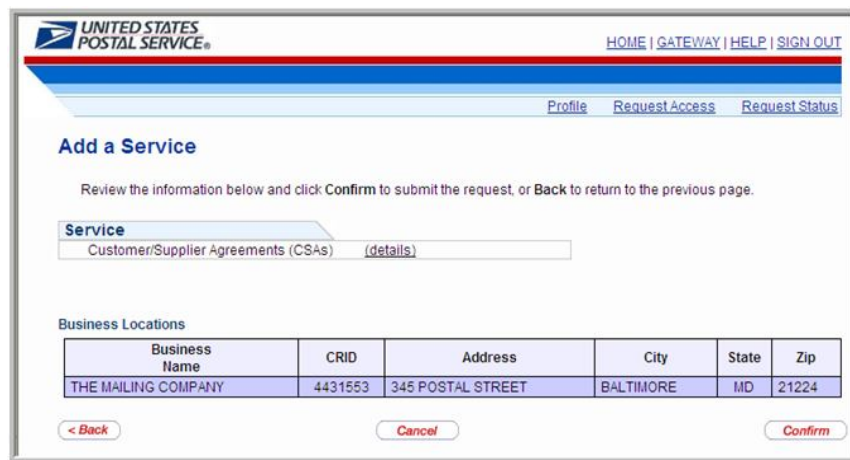 UNITED STATES
POSTAL SERVICE®
HOME | GATEWAY | HELP | SIGN OUT
Profile Request Access Request Status
Add a Service
Review the information below and click Confirm to submit the request, or Back to return to the previous page.
Service
Customer/Supplier Agreements (CSAs) (details)
Business Locations
Business
Name CRID Address City State Zip
THE MAILING COMPANY 4431553 345 POSTAL STREET BALTIMORE MD 21224
< Back Cancel Confirm